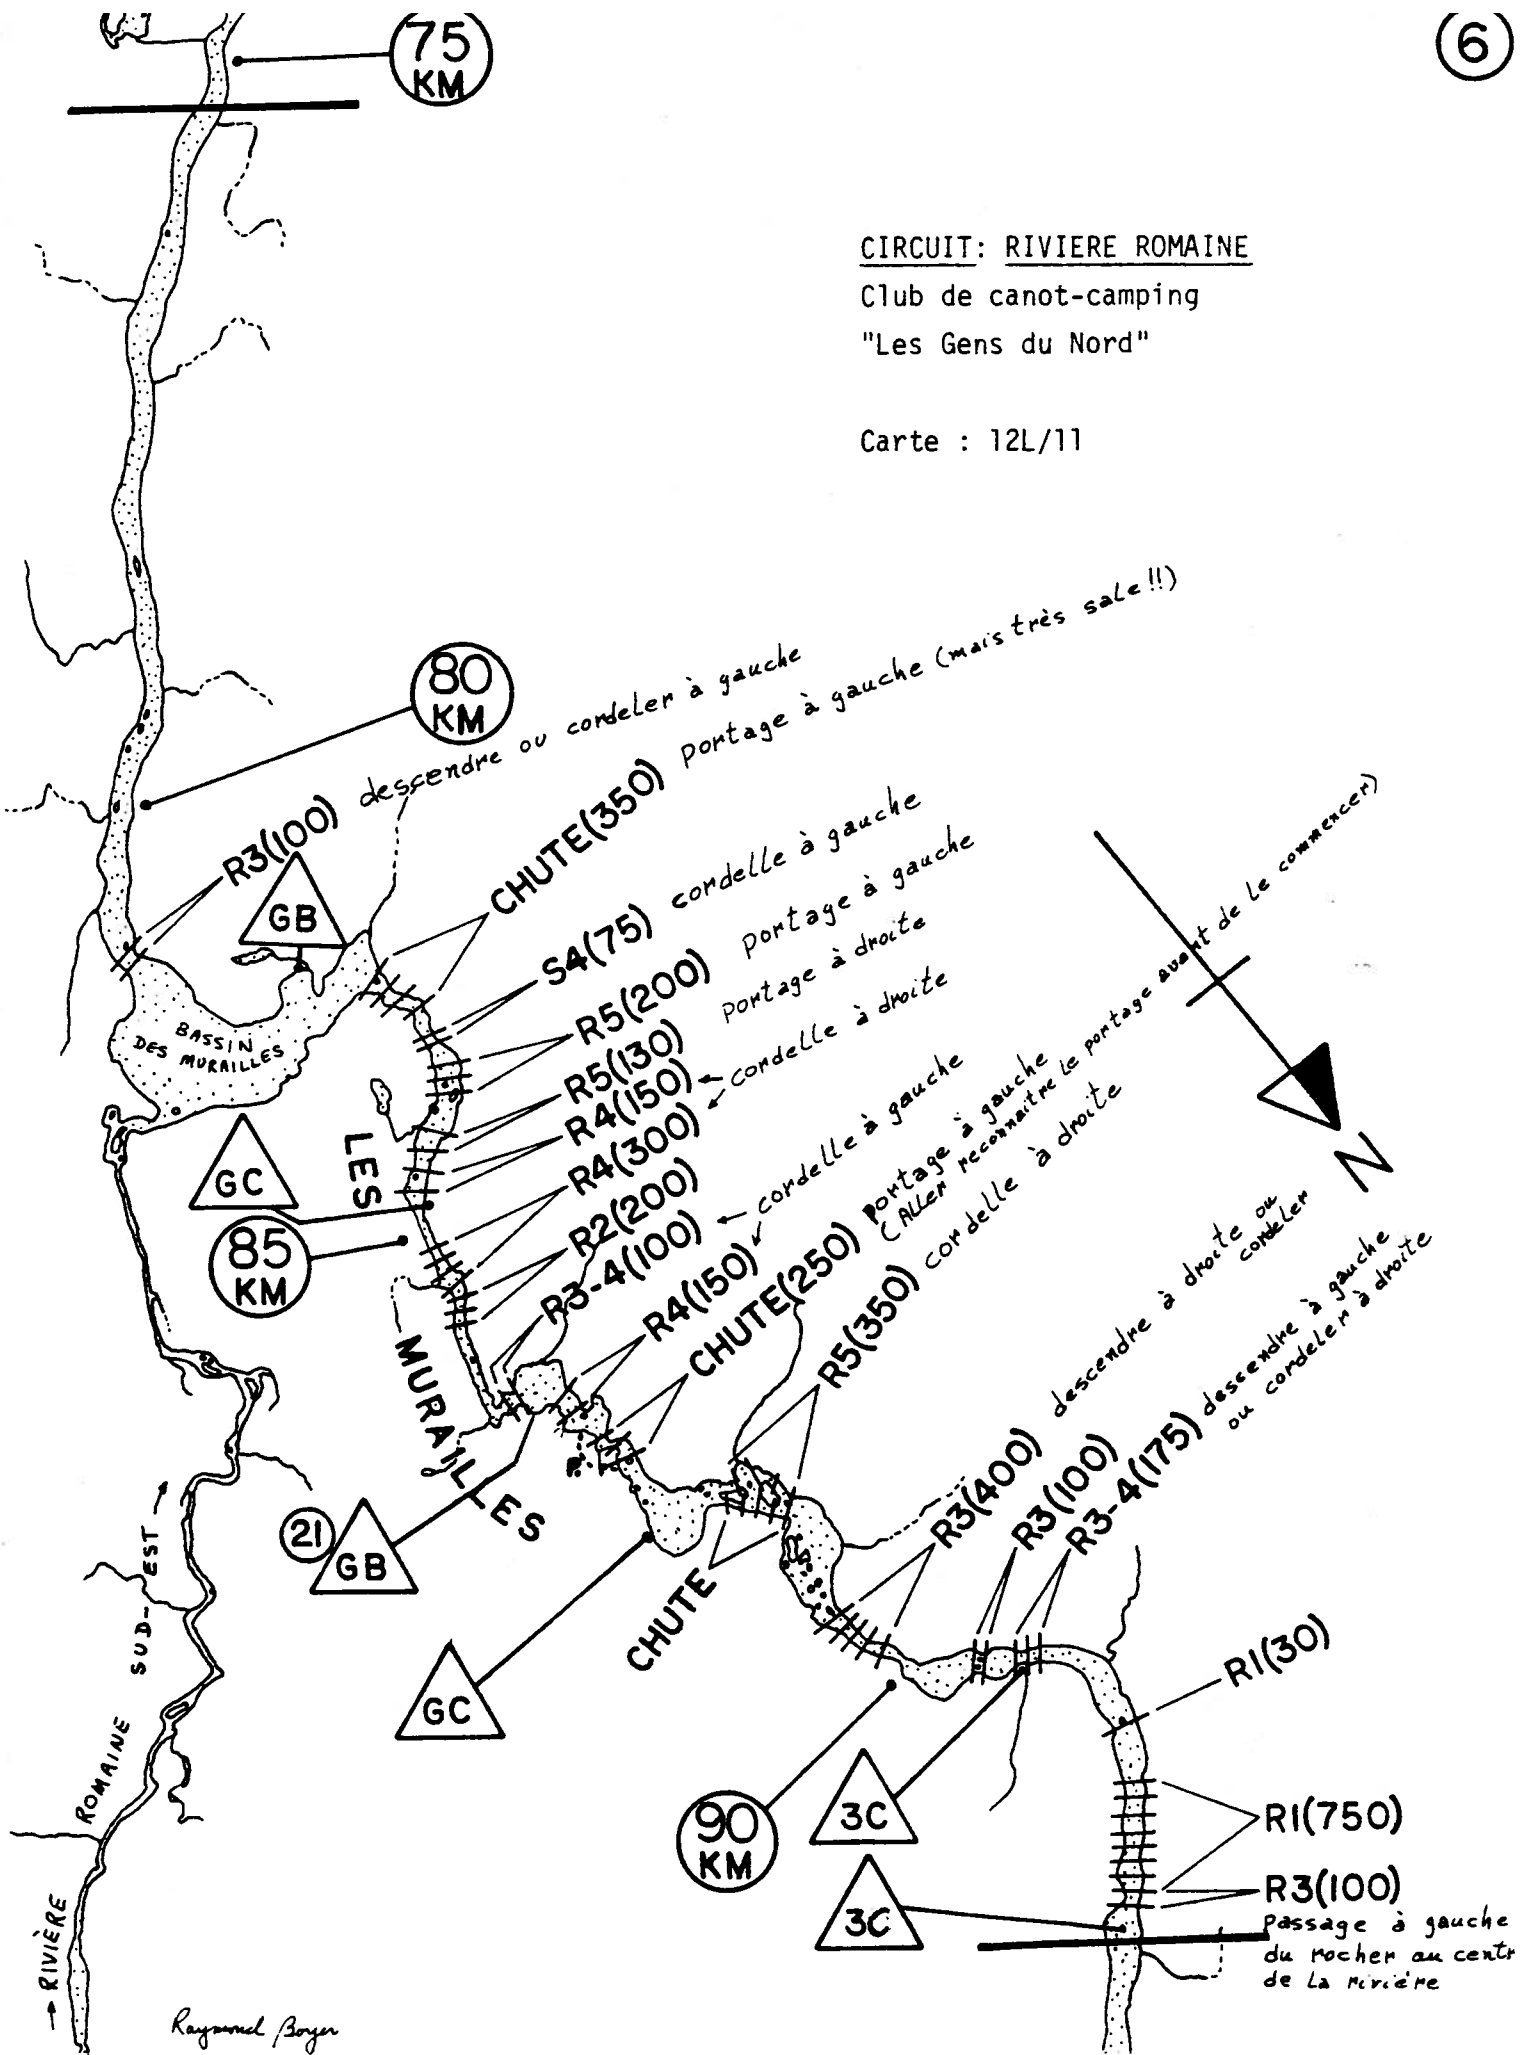 75
KM
6
CIRCUIT: RIVIERE ROMAINE
Club de canot-camping
"Les Gens du Nord"
Carte : 12L/11
80
KM
R3(100) descendre ou cordeler à gauche
GB
CHUTE(350) portage à gauche (mais très sale!!)
S4(75) cordelle à gauche
R5(200) portage à gauche
R5(130) portage à droite
R4(150)
cordelle à droite
R4(300)
R2(200)
R3-4(100)
cordelle à gauche
R4(150)
CHUTE(250) portage à gauche
(ALLER reconnaitre le portage avant de le commencer)
R5(350) cordelle à droite
BASSIN
DES MURAILLES
GC
85
KM
LES
MURAILLES
N
R3(400) descendre à droite ou
cordeler
R3(100)
R3-4(175) descendre à gauche
ou cordeler à droite
21
GB
GC
CHUTE
R1(30)
90
KM
3C
3C
R1(750)
R3(100)
Passage à gauche
du rocher au centr
de la rivière
→ RIVIÈRE ROMAINE SUD-EST →
Raymond Boyer